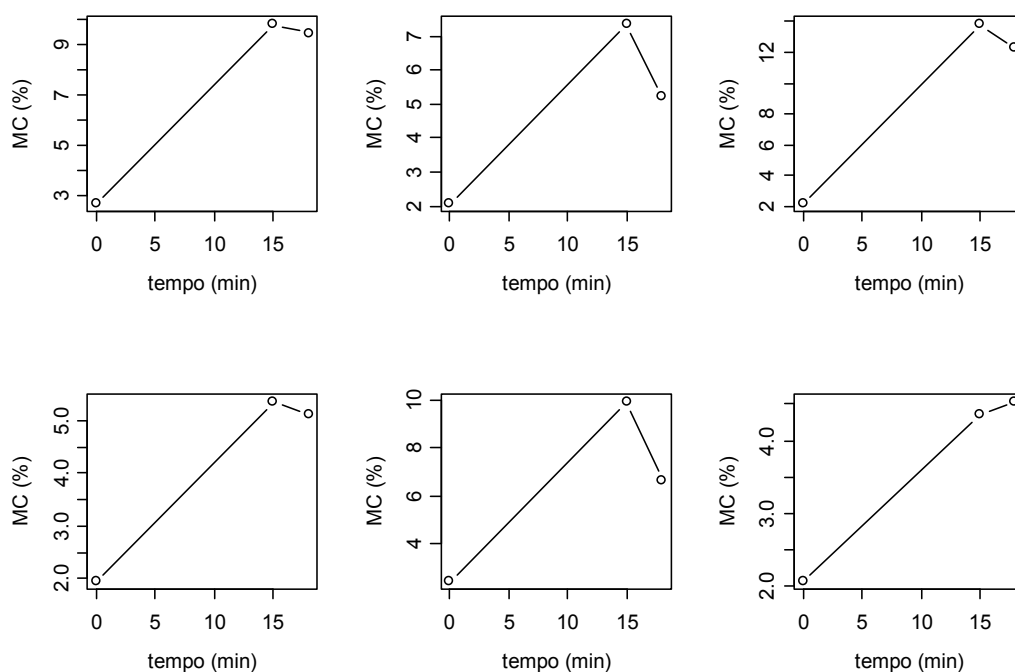 MC (%)
3 5 7 9
0 5 10 15
tempo (min)
MC (%)
2 3 4 5 6 7
0 5 10 15
tempo (min)
MC (%)
2 4 6 8 12
0 5 10 15
tempo (min)
MC (%)
2.0 3.0 4.0 5.0
0 5 10 15
tempo (min)
MC (%)
4 6 8 10
0 5 10 15
tempo (min)
MC (%)
2.0 3.0 4.0
0 5 10 15
tempo (min)